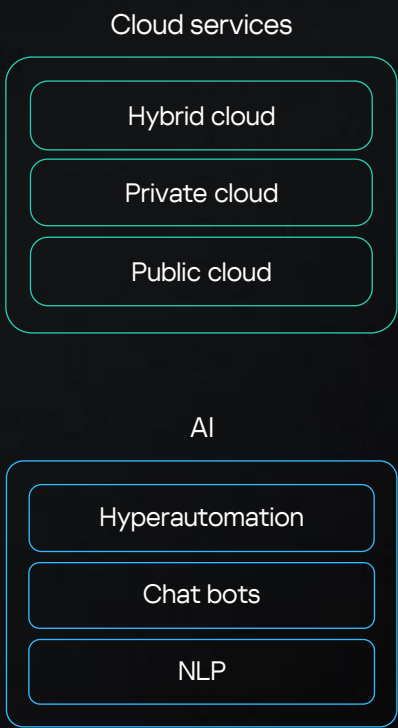 Cloud services
Hybrid cloud
Private cloud
Public cloud
AI
Hyperautomation
Chat bots
NLP